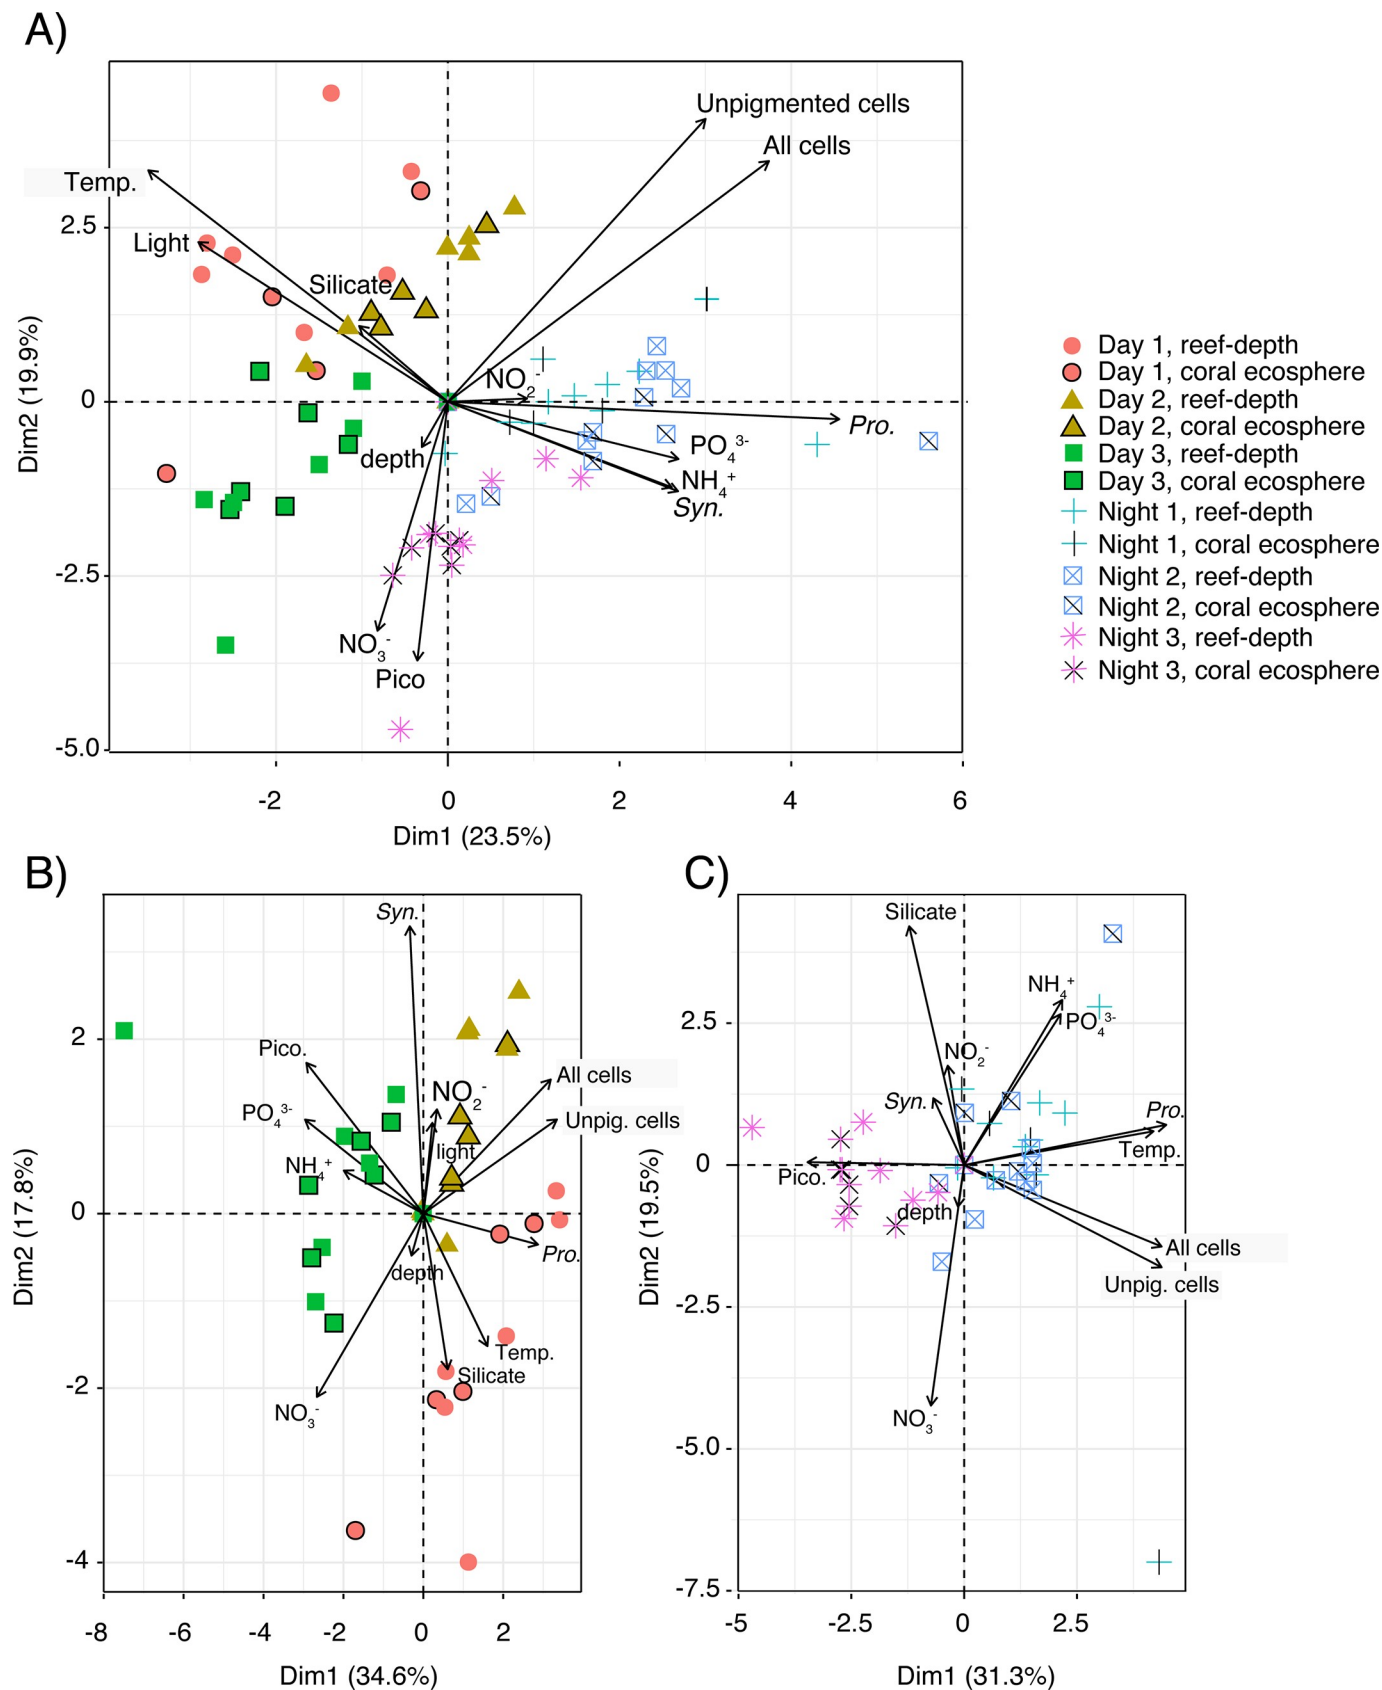 A)
Unpigmented cells
All cells
Temp.
2.5
Light
Silicate
NO₂⁻
0
Pro.
PO₄³⁻
depth
NH₄⁺
Syn.
-2.5
NO₃⁻
Pico
-5.0
-2 0 2 4 6
Dim1 (23.5%)
Dim2 (19.9%)
Day 1, reef-depth
Day 1, coral ecosphere
Day 2, reef-depth
Day 2, coral ecosphere
Day 3, reef-depth
Day 3, coral ecosphere
Night 1, reef-depth
Night 1, coral ecosphere
Night 2, reef-depth
Night 2, coral ecosphere
Night 3, reef-depth
Night 3, coral ecosphere
B)
Syn.
2
Pico.
All cells
NO₂⁻
PO₄³⁻
Unpig. cells
light
NH₄⁺
0
Pro.
depth
Temp.
Silicate
-2
NO₃⁻
-4
-8 -6 -4 -2 0 2
Dim1 (34.6%)
Dim2 (17.8%)
C)
Silicate
NH₄⁺
2.5
PO₄³⁻
NO₂⁻
Syn.
Pro.
Temp.
0
Pico.
depth
All cells
Unpig. cells
-2.5
NO₃⁻
-5.0
-7.5
-5 -2.5 0 2.5
Dim1 (31.3%)
Dim2 (19.5%)